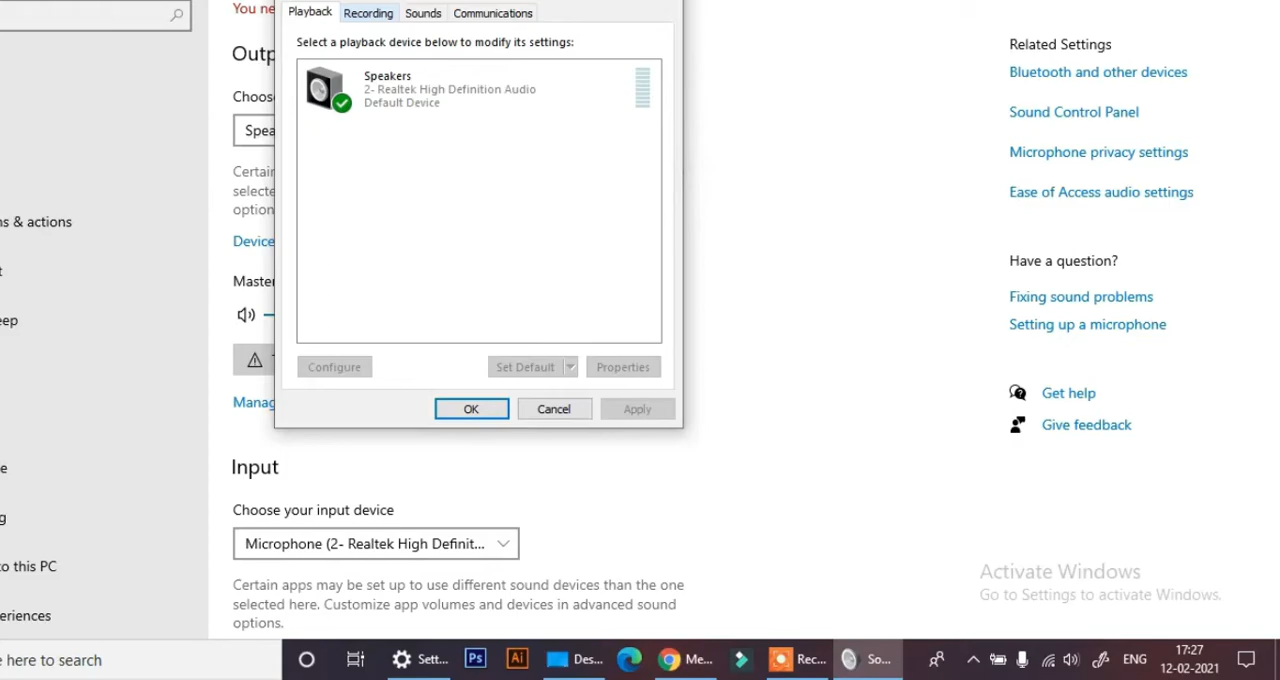 You ne
Playback Recording Sounds Communications
Select a playback device below to modify its settings:
Speakers
2- Realtek High Definition Audio
Default Device
Configure
Set Default
Properties
OK
Cancel
Apply
Outp
Choos
Spea
Certai
selecte
option
Device
Maste
Manag
Input
Choose your input device
Microphone (2- Realtek High Definit...
Certain apps may be set up to use different sound devices than the one
selected here. Customize app volumes and devices in advanced sound
options.
ns & actions
t
eep
e
g
to this PC
eriences
Related Settings
Bluetooth and other devices
Sound Control Panel
Microphone privacy settings
Ease of Access audio settings
Have a question?
Fixing sound problems
Setting up a microphone
Get help
Give feedback
Activate Windows
Go to Settings to activate Windows.
e here to search
Sett...
Ps
Ai
Des...
Me...
Rec...
So...
ENG
17:27
12-02-2021